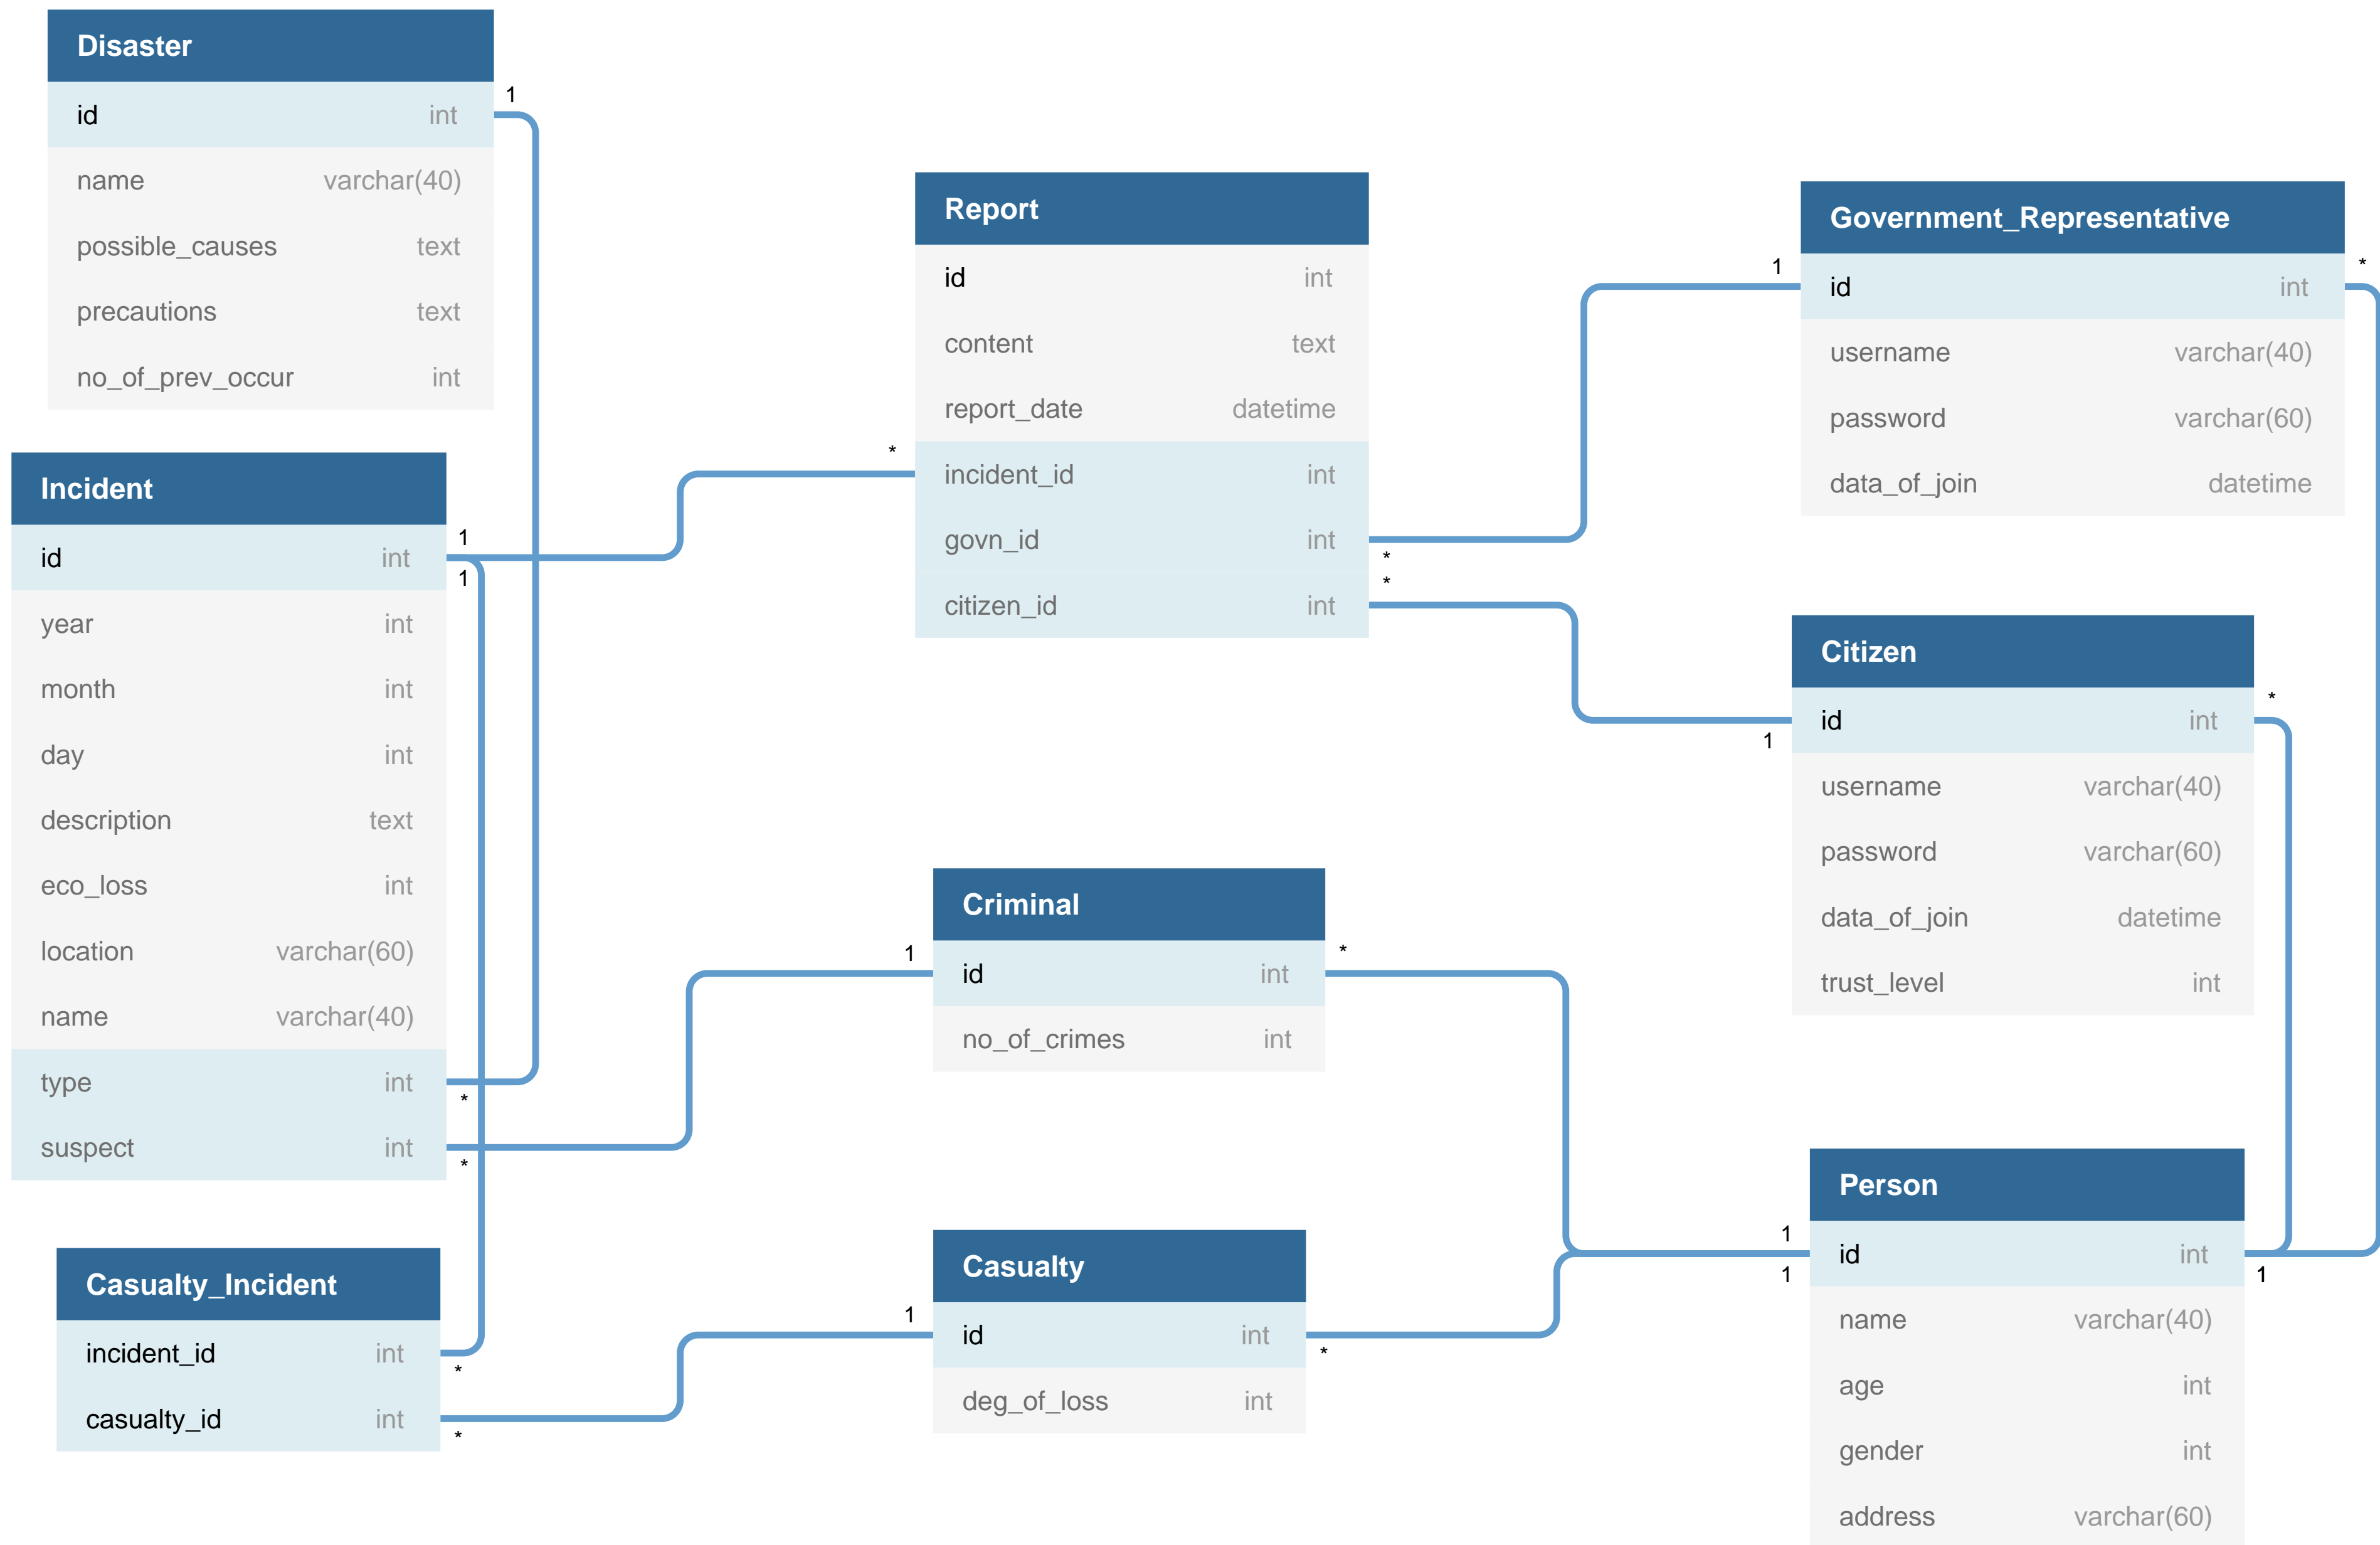 Disaster
id int
name varchar(40)
possible_causes text
precautions text
no_of_prev_occur int
1
Incident
id int
year int
month int
day int
description text
eco_loss int
location varchar(60)
name varchar(40)
type int
suspect int
1
1
*
*
Casualty_Incident
incident_id int
casualty_id int
*
*
Report
id int
content text
report_date datetime
incident_id int
govn_id int
citizen_id int
*
*
*
Criminal
id int
no_of_crimes int
1
*
Casualty
id int
deg_of_loss int
1
*
Government_Representative
id int
username varchar(40)
password varchar(60)
data_of_join datetime
1
*
Citizen
id int
username varchar(40)
password varchar(60)
data_of_join datetime
trust_level int
1
*
Person
id int
name varchar(40)
age int
gender int
address varchar(60)
1
1
1